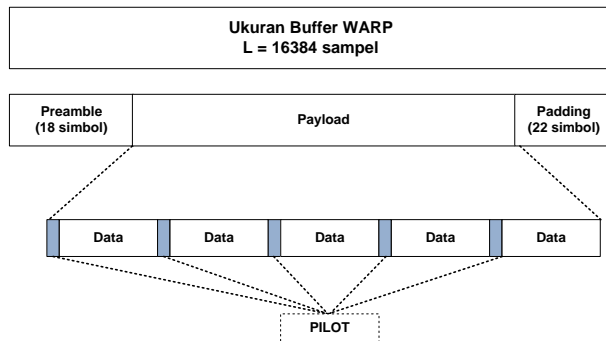 Ukuran Buffer WARP
L = 16384 sampel
Preamble
(18 simbol)
Payload
Padding
(22 simbol)
Data
Data
Data
Data
Data
PILOT